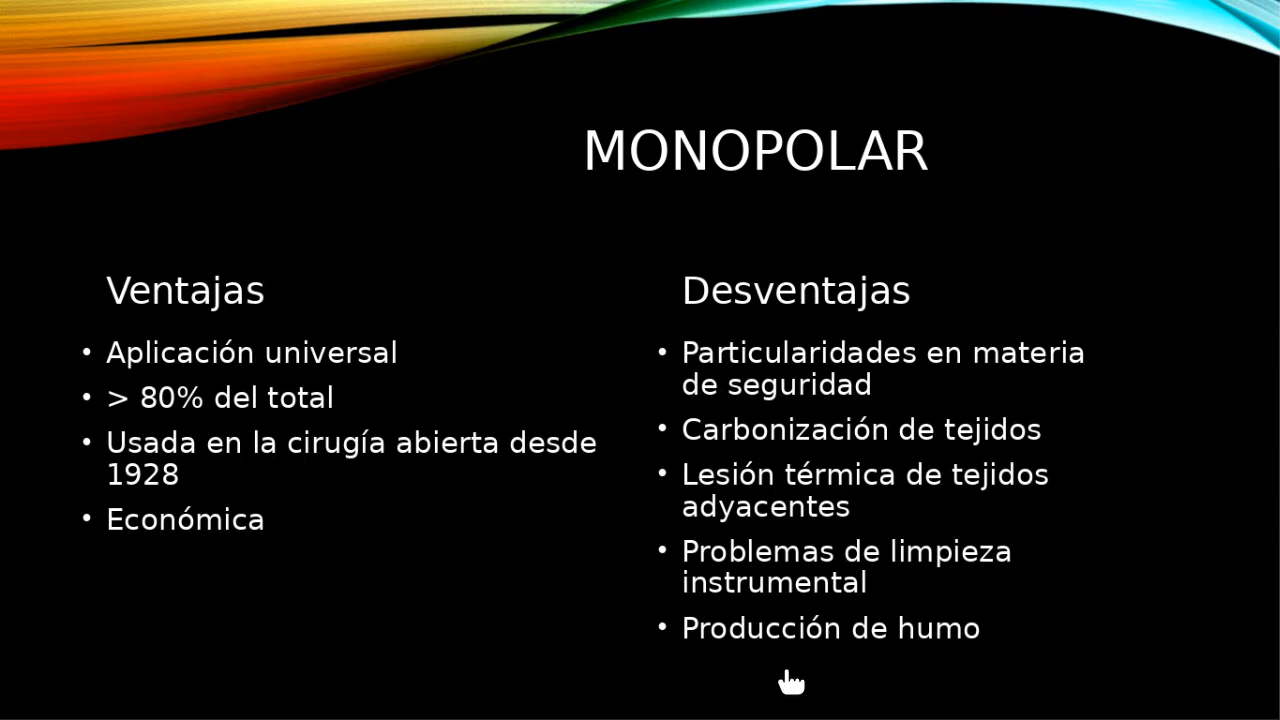 MONOPOLAR
Ventajas
• Aplicación universal
• > 80% del total
• Usada en la cirugía abierta desde
1928
• Económica
Desventajas
• Particularidades en materia
de seguridad
• Carbonización de tejidos
• Lesión térmica de tejidos
adyacentes
• Problemas de limpieza
instrumental
• Producción de humo